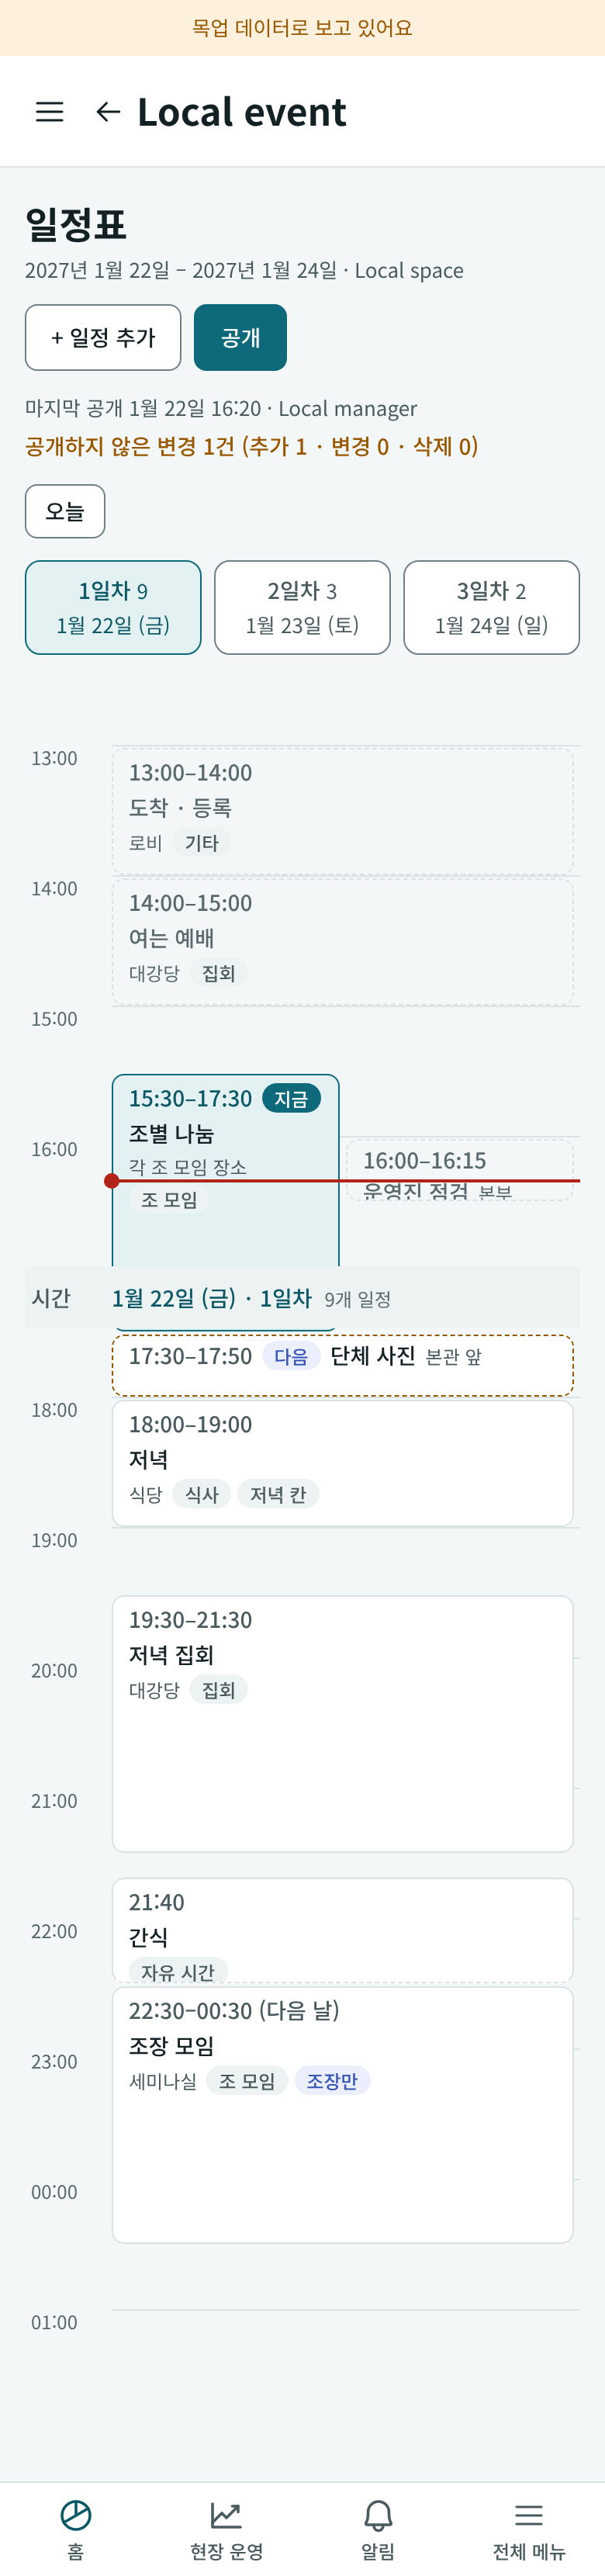 목업 데이터로 보고 있어요
Local event
일정표
2027년 1월 22일 – 2027년 1월 24일 · Local space
+ 일정 추가
공개
마지막 공개 1월 22일 16:20 · Local manager
공개하지 않은 변경 1건 (추가 1 · 변경 0 · 삭제 0)
오늘
1일차 9
1월 22일 (금)
2일차 3
1월 23일 (토)
3일차 2
1월 24일 (일)
13:00
13:00–14:00
도착 · 등록
로비 기타
14:00
14:00–15:00
여는 예배
대강당 집회
15:00
15:30–17:30 지금
조별 나눔
각 조 모임 장소
조 모임
16:00
16:00–16:15
운영진 점검 본부
시간 1월 22일 (금) · 1일차 9개 일정
17:30–17:50 다음 단체 사진 본관 앞
18:00
18:00–19:00
저녁
식당 식사 저녁 칸
19:00
19:30–21:30
저녁 집회
대강당 집회
20:00
21:00
21:40
간식
자유 시간
22:00
22:30–00:30 (다음 날)
조장 모임
세미나실 조 모임 조장만
23:00
00:00
01:00
홈
현장 운영
알림
전체 메뉴